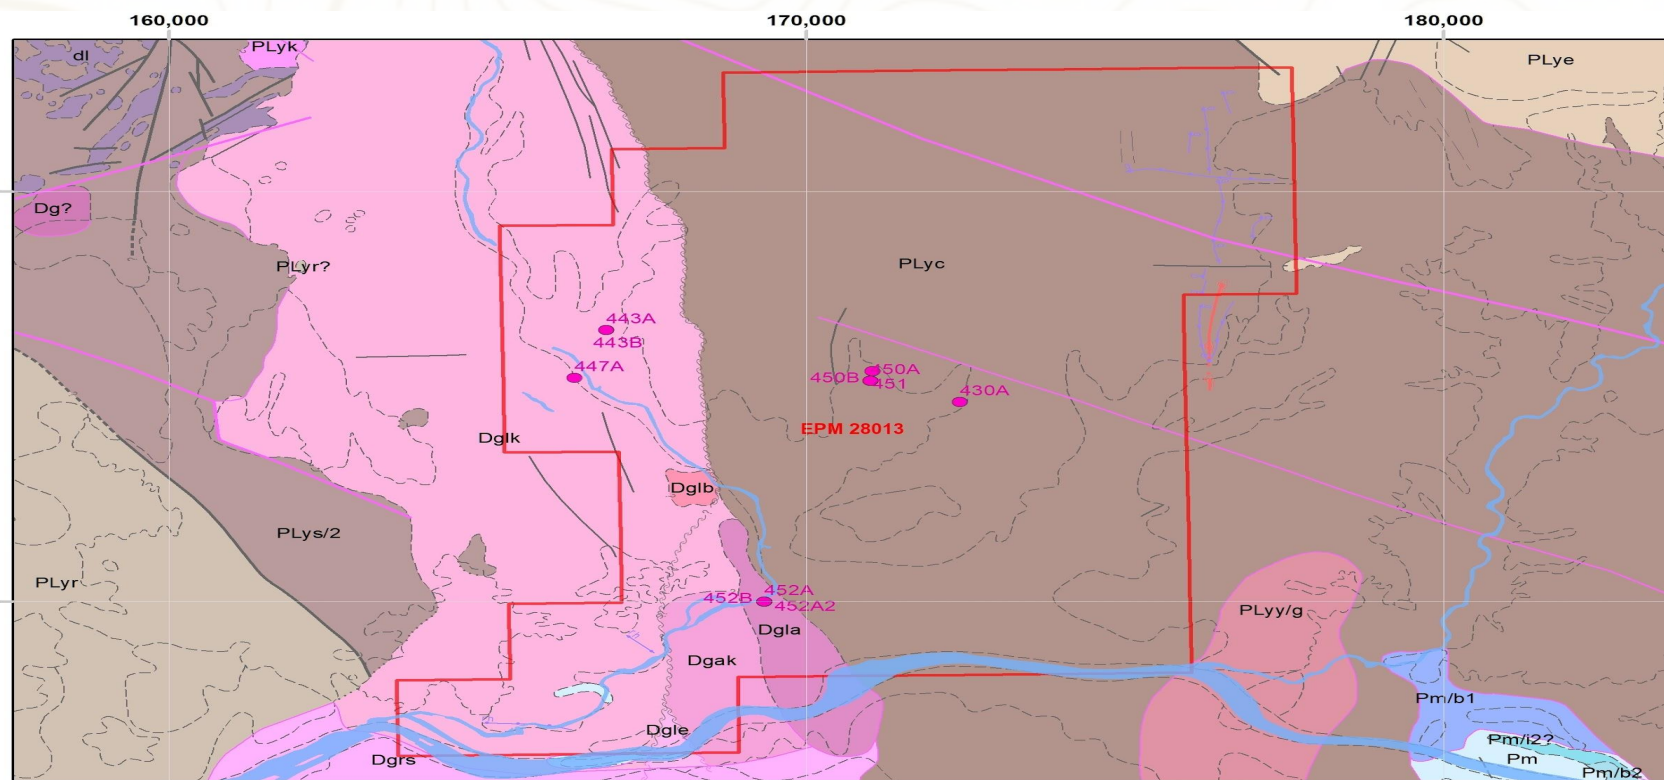 160,000
170,000
180,000
PLyk
dl
PLye
Dg?
PLyr?
PLyc
443A
443B
447A
450A
450B
451
430A
EPM 28013
Dglk
Dglb
PLys/2
PLyr
452A
452B
452A2
PLyy/g
Dgla
Dgak
Pm/b1
Dgle
Pm/i2?
Dgrs
Pm
Pm/b2